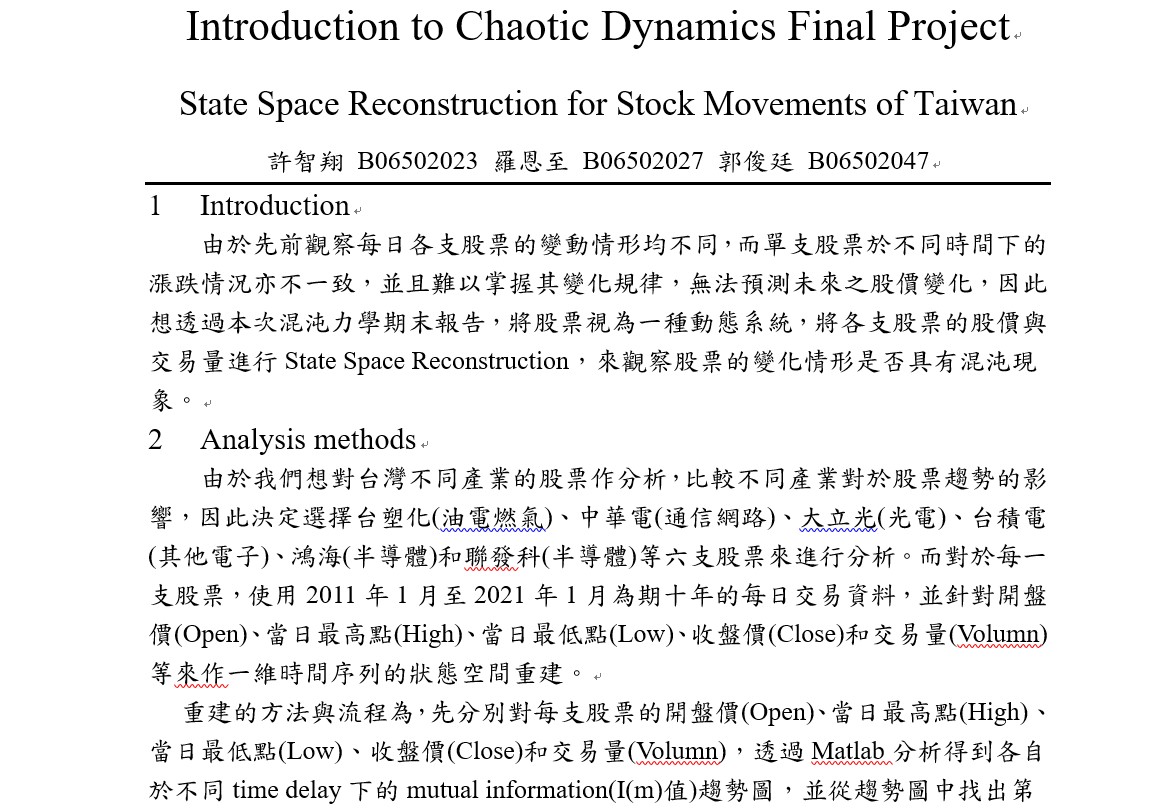 Introduction to Chaotic Dynamics Final Project
State Space Reconstruction for Stock Movements of Taiwan
許智翔 B06502023 羅恩至 B06502027 郭俊廷 B06502047
1 Introduction
由於先前觀察每日各支股票的變動情形均不同，而單支股票於不同時間下的
漲跌情況亦不一致，並且難以掌握其變化規律，無法預測未來之股價變化，因此
想透過本次混沌力學期末報告，將股票視為一種動態系統，將各支股票的股價與
交易量進行 State Space Reconstruction，來觀察股票的變化情形是否具有混沌現
象。
2 Analysis methods
由於我們想對台灣不同產業的股票作分析，比較不同產業對於股票趨勢的影
響，因此決定選擇台塑化(油電燃氣)、中華電(通信網路)、大立光(光電)、台積電
(其他電子)、鴻海(半導體)和聯發科(半導體)等六支股票來進行分析。而對於每一
支股票，使用 2011 年 1 月至 2021 年 1 月為期十年的每日交易資料，並針對開盤
價(Open)、當日最高點(High)、當日最低點(Low)、收盤價(Close)和交易量(Volumn)
等來作一維時間序列的狀態空間重建。
重建的方法與流程為，先分別對每支股票的開盤價(Open)、當日最高點(High)、
當日最低點(Low)、收盤價(Close)和交易量(Volumn)，透過 Matlab 分析得到各自
於不同 time delay 下的 mutual information(I(m)值)趨勢圖，並從趨勢圖中找出第